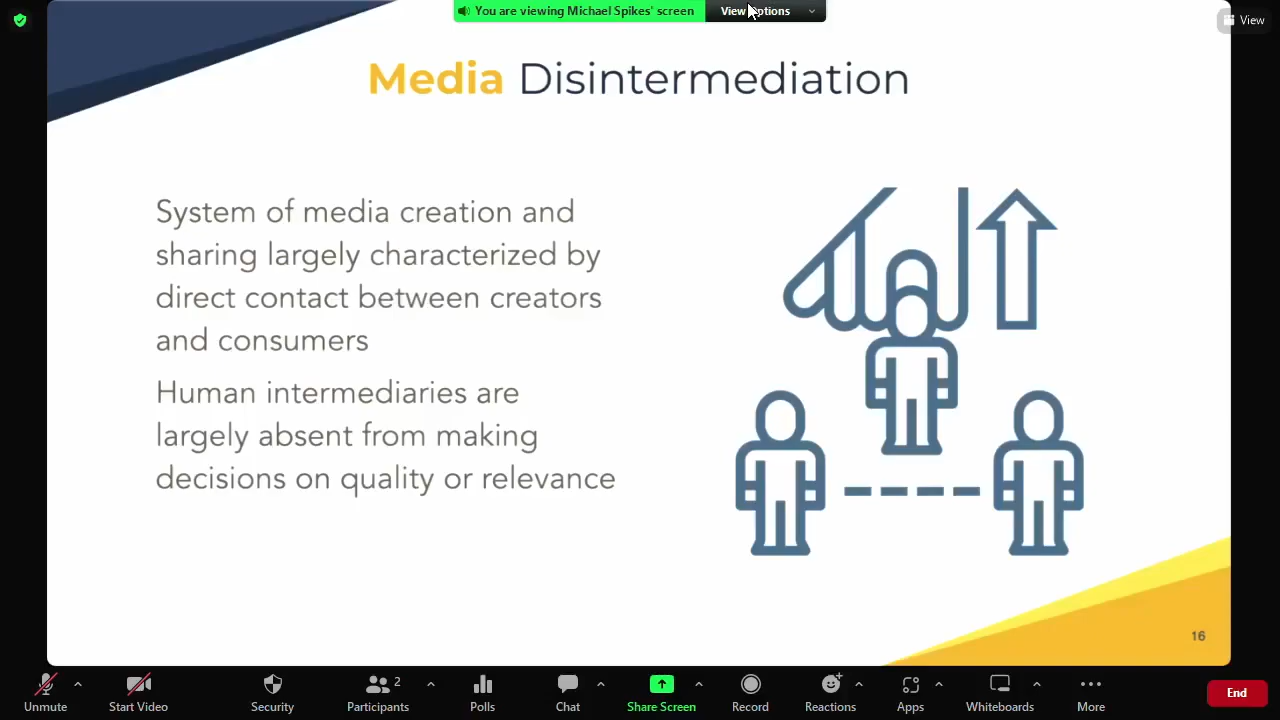 You are viewing Michael Spikes' screen
View Options
View
Media Disintermediation
System of media creation and
sharing largely characterized by
direct contact between creators
and consumers
Human intermediaries are
largely absent from making
decisions on quality or relevance
16
Unmute
Start Video
Security
Participants
2
Polls
Chat
Share Screen
Record
Reactions
Apps
Whiteboards
More
End